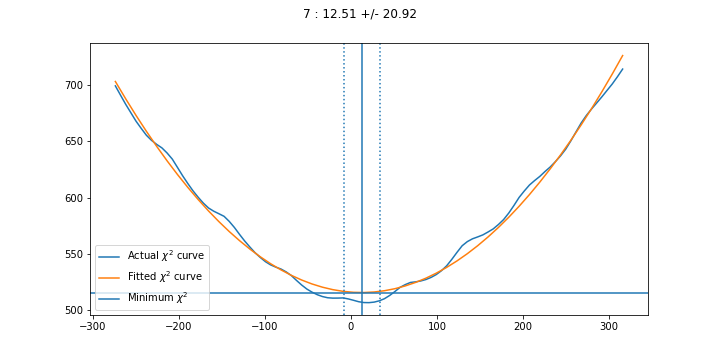 7 : 12.51 +/- 20.92
700
650
600
550
500
Actual χ² curve
Fitted χ² curve
Minimum χ²
−300 −200 −100 0 100 200 300